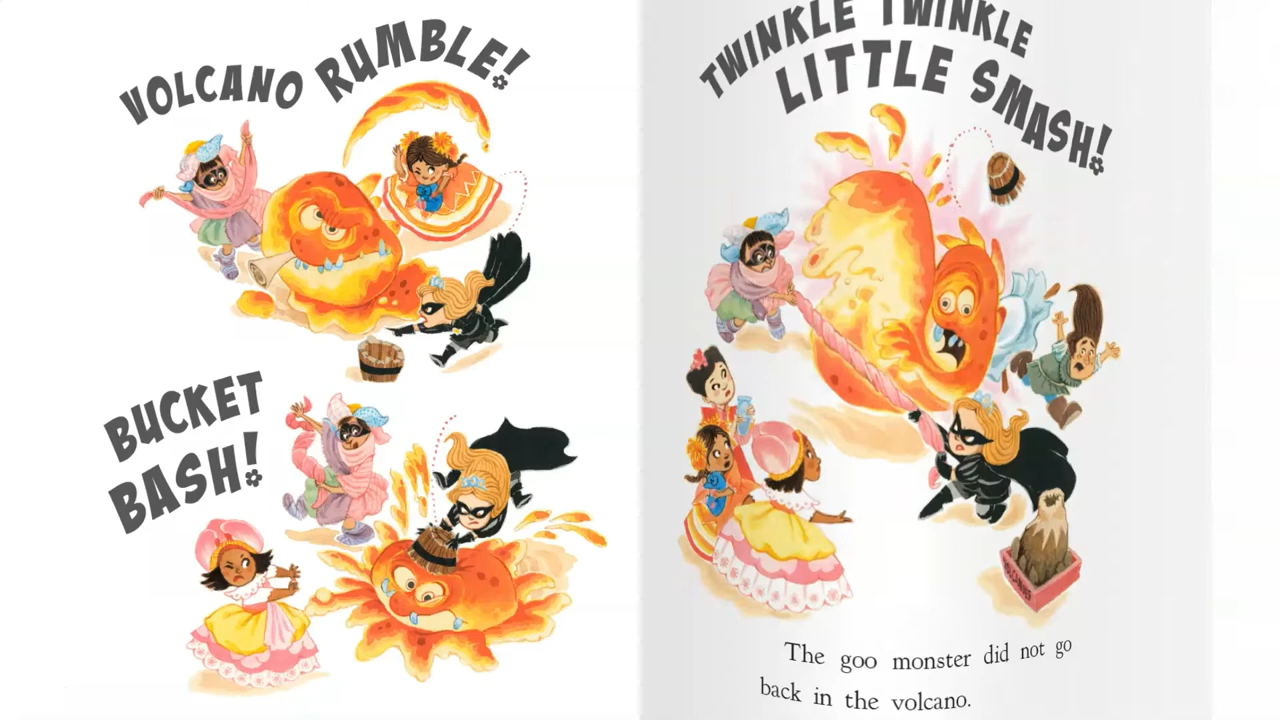 VOLCANO RUMBLE!
BUCKET
BASH!
TWINKLE TWINKLE
LITTLE SMASH!
The goo monster did not go
back in the volcano.